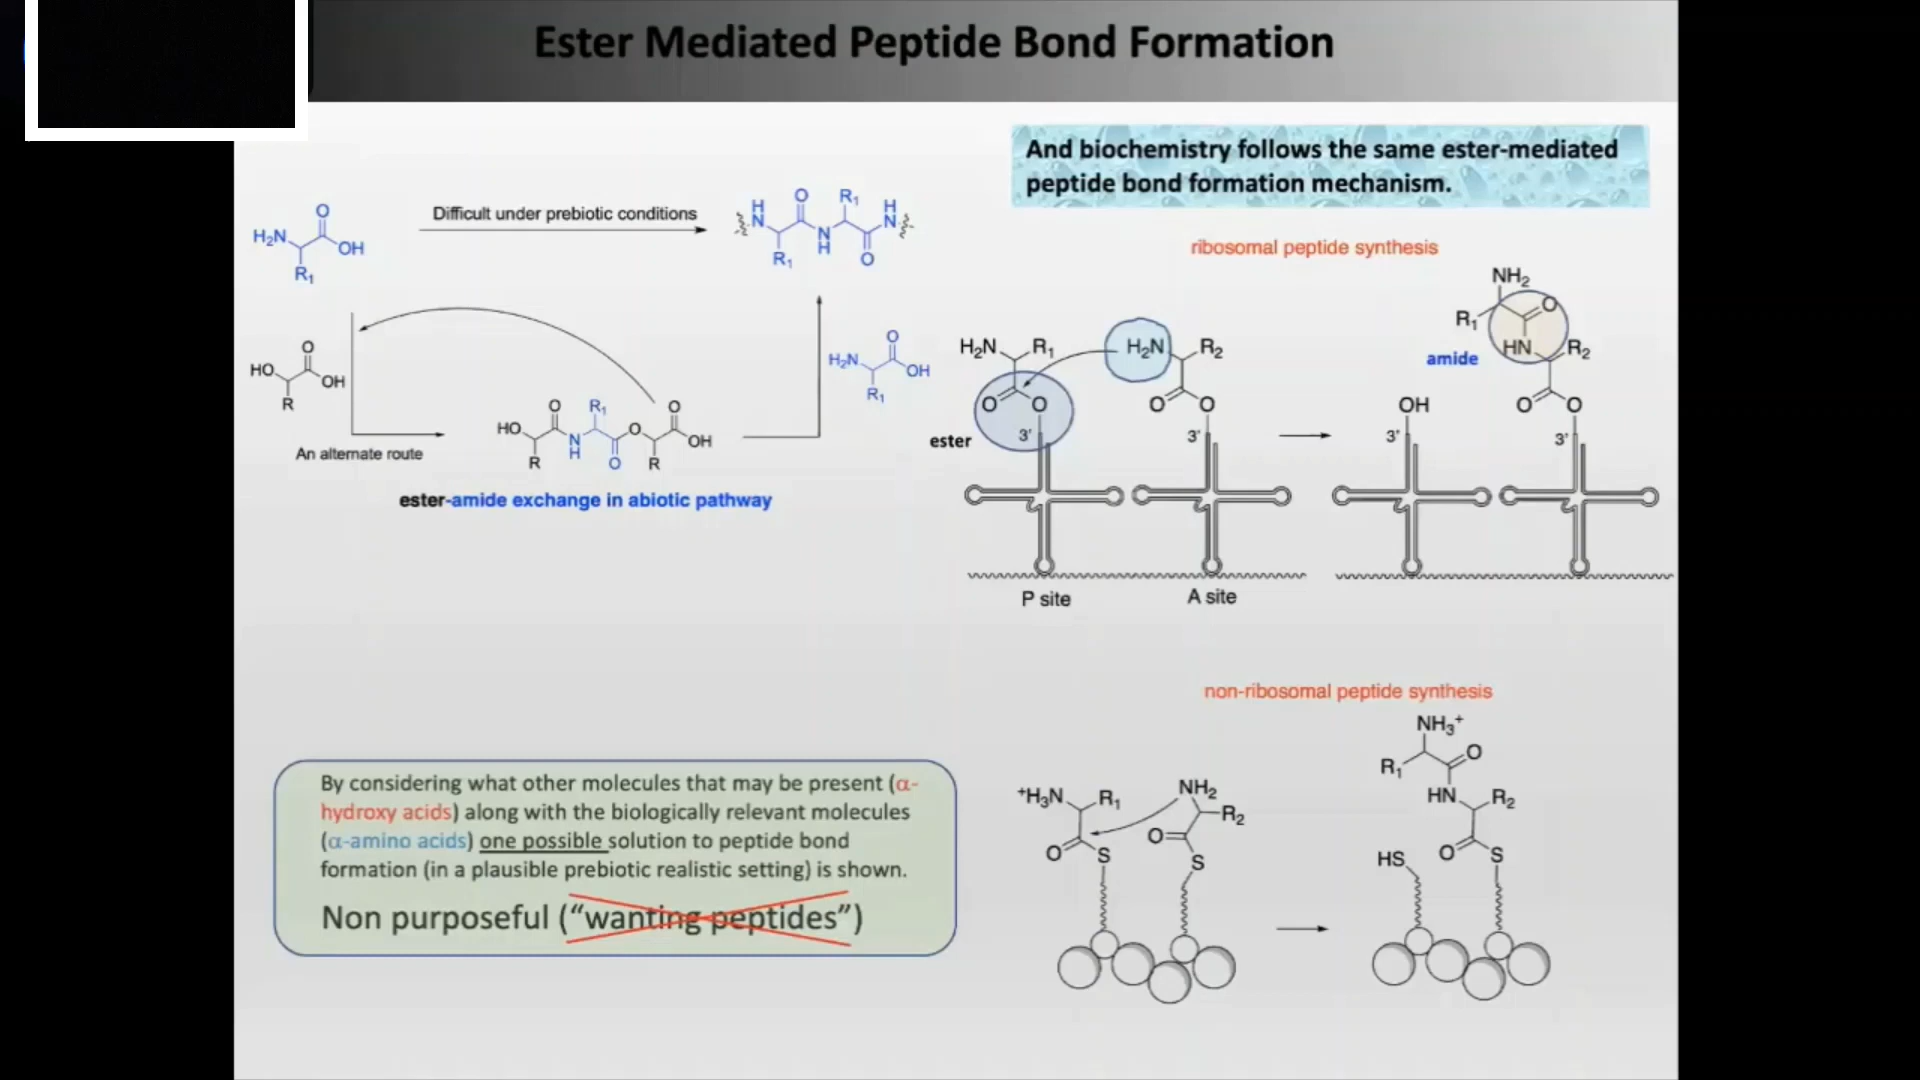 Ester Mediated Peptide Bond Formation
And biochemistry follows the same ester-mediated
peptide bond formation mechanism.
Difficult under prebiotic conditions
H₂N O OH R₁
H N O R₁ H N R₁ N H O
HO O OH R
An alternate route
HO O R₁ O O OH R N H O R
H₂N O OH R₁
ester-amide exchange in abiotic pathway
ribosomal peptide synthesis
H₂N R₁ O O 3'
ester
H₂N R₂ O O 3'
OH 3'
NH₂ R₁ O HN R₂ O O 3'
amide
P site
A site
non-ribosomal peptide synthesis
⁺H₃N R₁ O S
NH₂ R₂ O S
HS
NH₃⁺ R₁ O HN R₂ O S
By considering what other molecules that may be present (α-
hydroxy acids) along with the biologically relevant molecules
(α-amino acids) one possible solution to peptide bond
formation (in a plausible prebiotic realistic setting) is shown.
Non purposeful (“wanting peptides”)